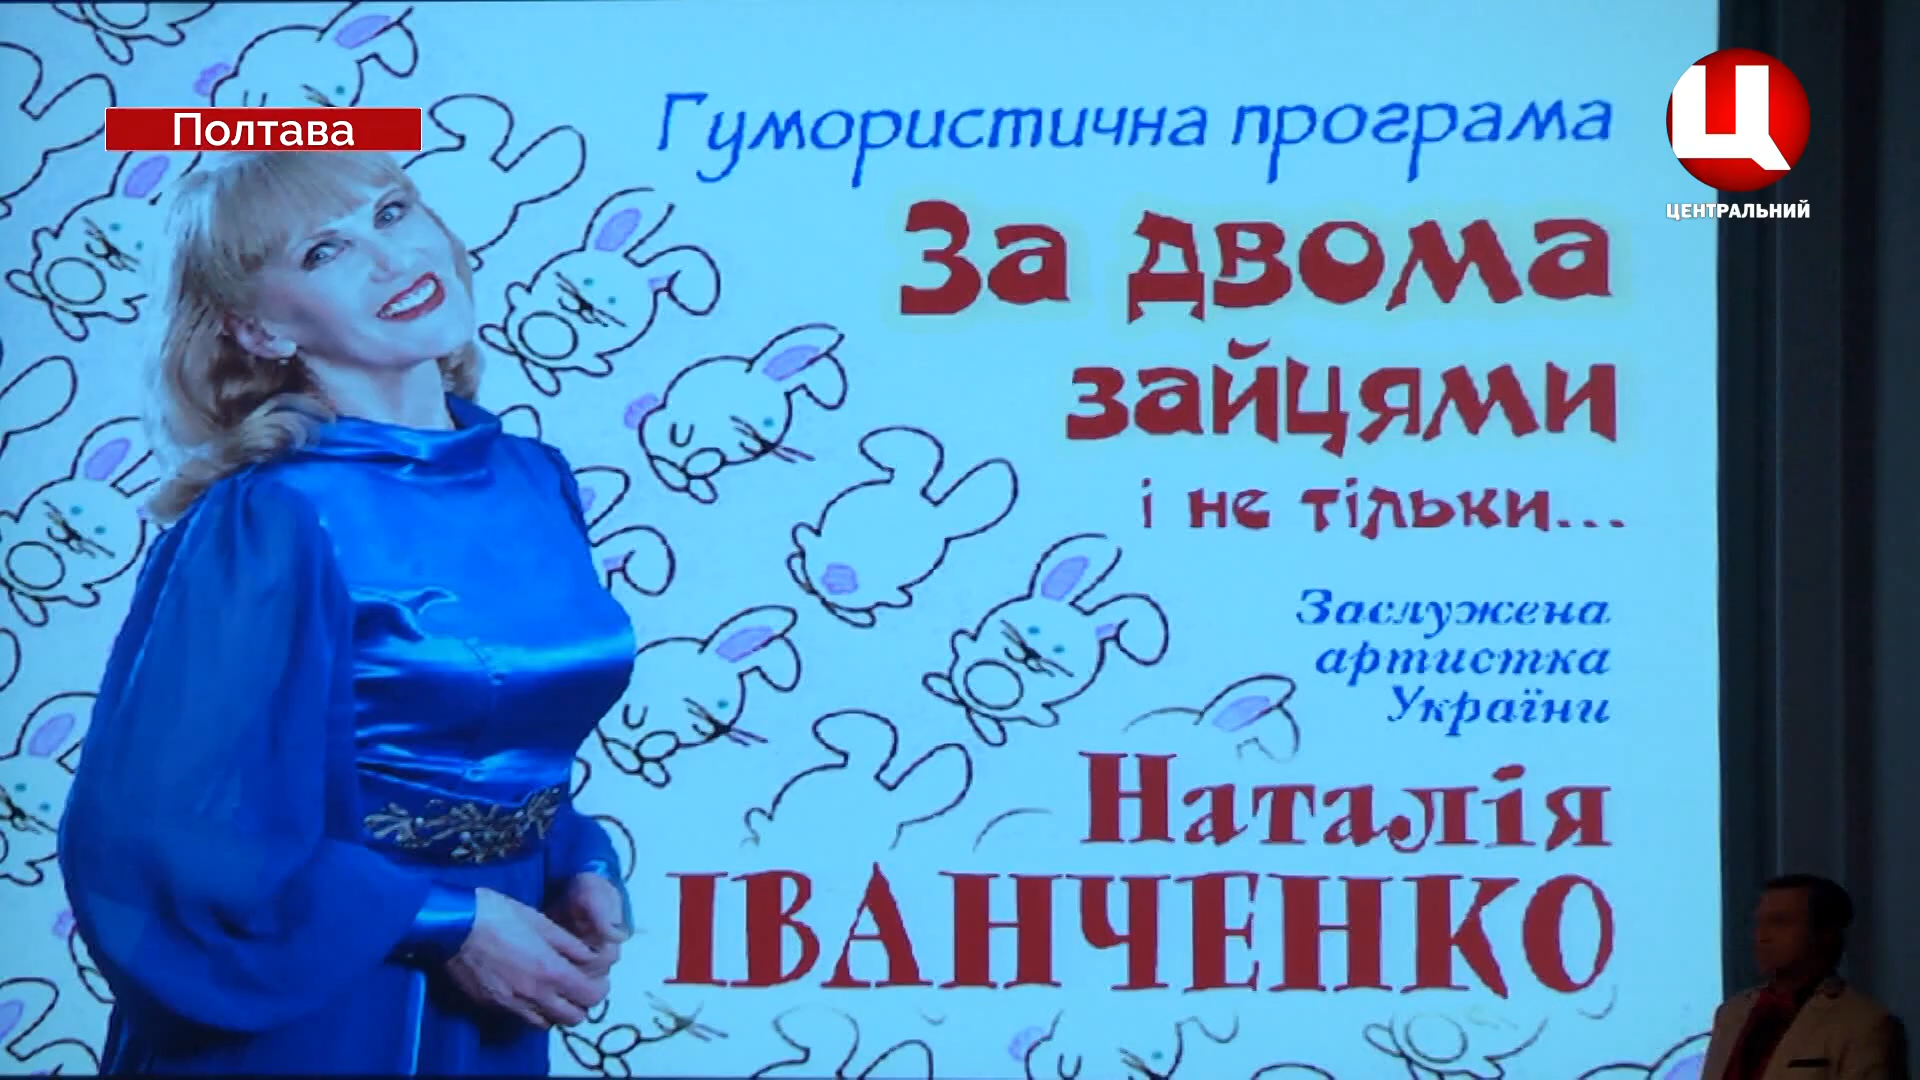 Полтава
Ц
ЦЕНТРАЛЬНИЙ
Гумористична програма
За двома
зайцями
і не тільки...
Заслужена
артистка
України
Наталія
ІВАНЧЕНКО